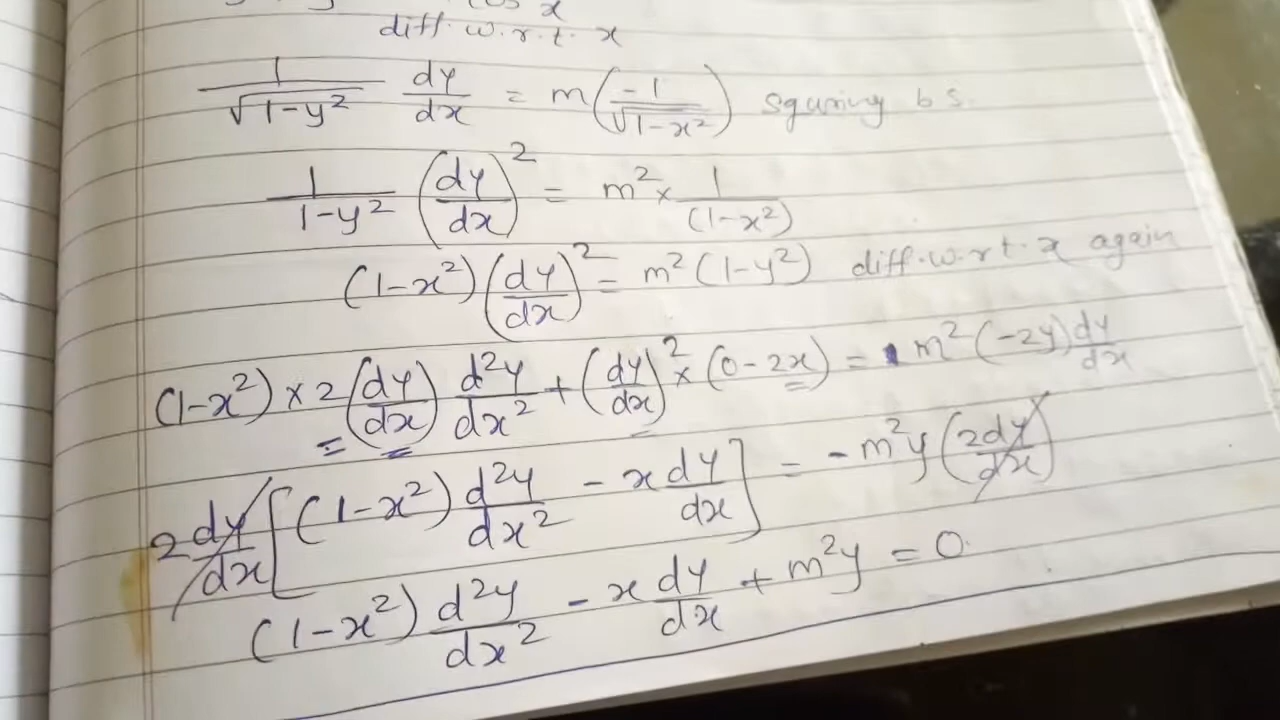 cos x
diff. w.r.t. x
1/√(1-y²) dy/dx = m(-1/√(1-x²)) squaring b s.
1/(1-y²) (dy/dx)² = m² × 1/(1-x²)
(1-x²)(dy/dx)² = m²(1-y²) diff.w.r.t.x again
(1-x²) × 2(dy/dx) d²y/dx² + (dy/dx)² × (0-2x) = m²(-2y) dy/dx
2 dy/dx [(1-x²) d²y/dx² - x dy/dx] = -m²y (2dy/dx)
(1-x²) d²y/dx² - x dy/dx + m²y = 0.